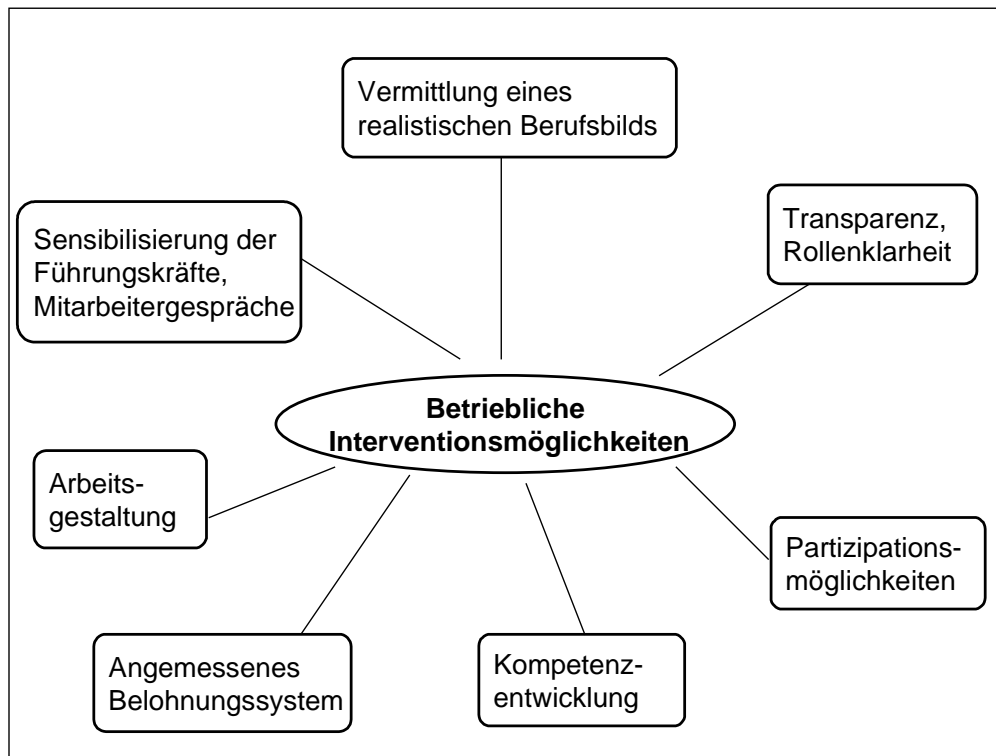 Vermittlung eines
realistischen Berufsbilds
Transparenz,
Rollenklarheit
Sensibilisierung der
Führungskräfte,
Mitarbeitergespräche
Betriebliche
Interventionsmöglichkeiten
Arbeits-
gestaltung
Partizipations-
möglichkeiten
Angemessenes
Belohnungssystem
Kompetenz-
entwicklung